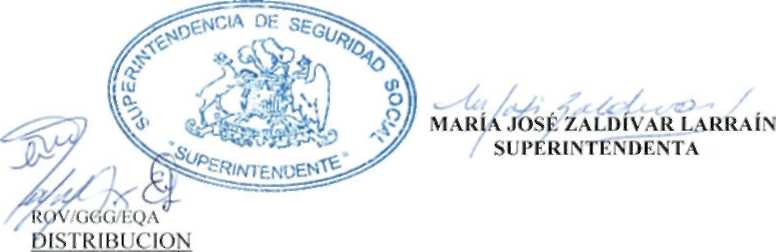 SUPERINTENDENCIA DE SEGURIDAD SOCIAL
"SUPERINTENDENTE"
MARÍA JOSÉ ZALDÍVAR LARRAÍN
SUPERINTENDENTA
ROV/GGG/EQA
DISTRIBUCION